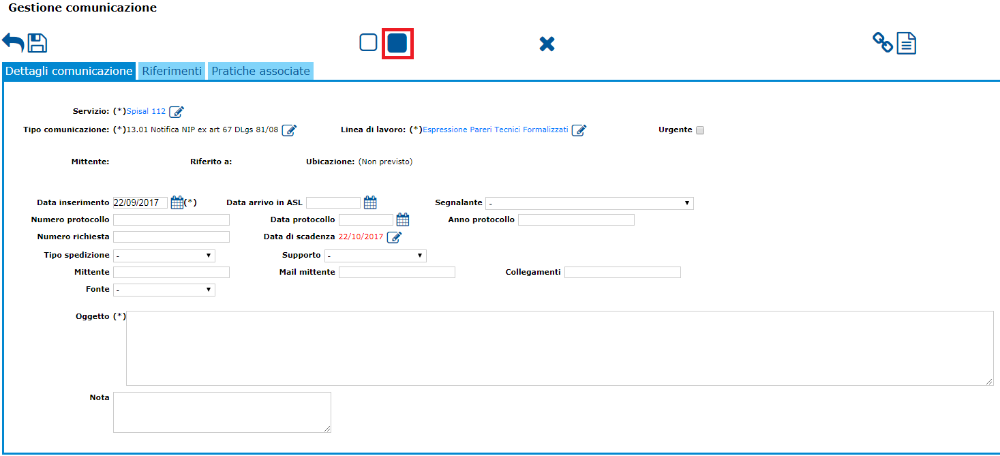 Gestione comunicazione
Dettagli comunicazione Riferimenti Pratiche associate
Servizio: (*)Spisal 112
Tipo comunicazione: (*)13.01 Notifica NIP ex art 67 DLgs 81/08 Linea di lavoro: (*)Espressione Pareri Tecnici Formalizzati Urgente
Mittente: Riferito a: Ubicazione: (Non previsto)
Data inserimento 22/09/2017 (*) Data arrivo in ASL Segnalante -
Numero protocollo Data protocollo Anno protocollo
Numero richiesta Data di scadenza 22/10/2017
Tipo spedizione - Supporto -
Mittente Mail mittente Collegamenti
Fonte -
Oggetto (*)
Nota